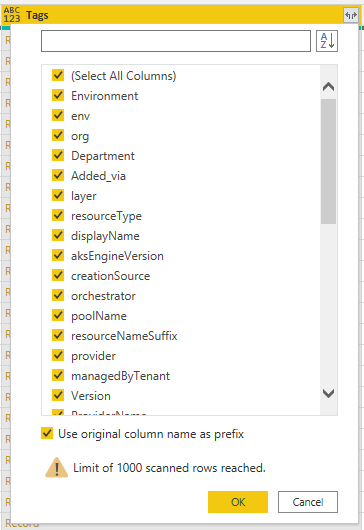 ABC
123
Tags
A
Z
(Select All Columns)
Environment
env
org
Department
Added_via
layer
resourceType
displayName
aksEngineVersion
creationSource
orchestrator
poolName
resourceNameSuffix
provider
managedByTenant
Version
ProviderName
Use original column name as prefix
Limit of 1000 scanned rows reached.
OK
Cancel
Record